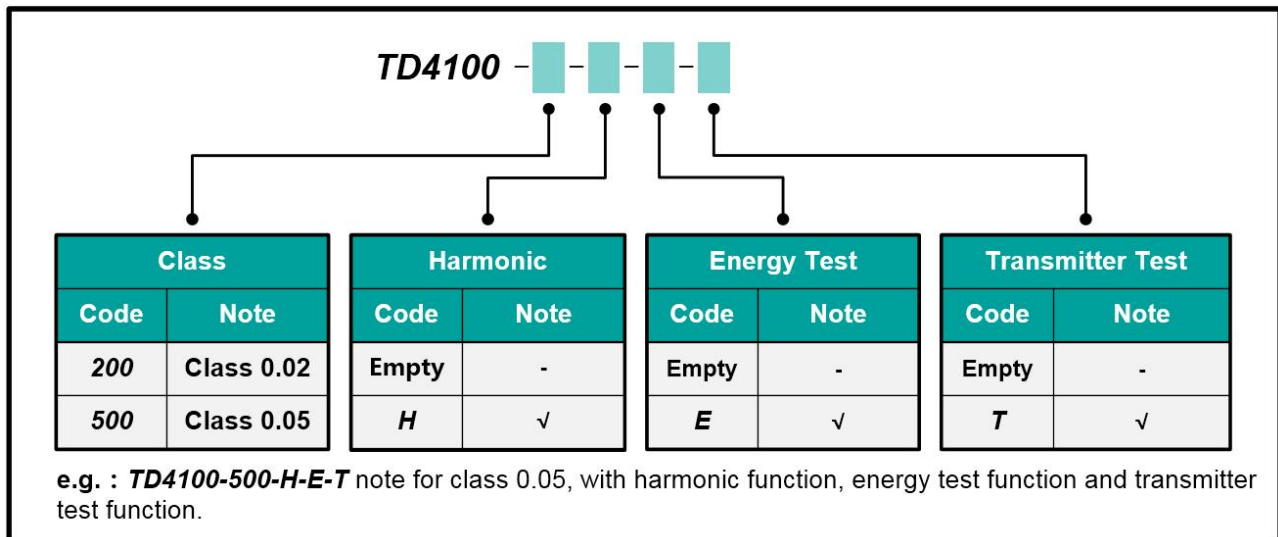 TD4100 - - - -
Class Harmonic Energy Test Transmitter Test
Code Note Code Note Code Note Code Note
200 Class 0.02 Empty - Empty - Empty -
500 Class 0.05 H √ E √ T √
e.g. : TD4100-500-H-E-T note for class 0.05, with harmonic function, energy test function and transmitter
test function.